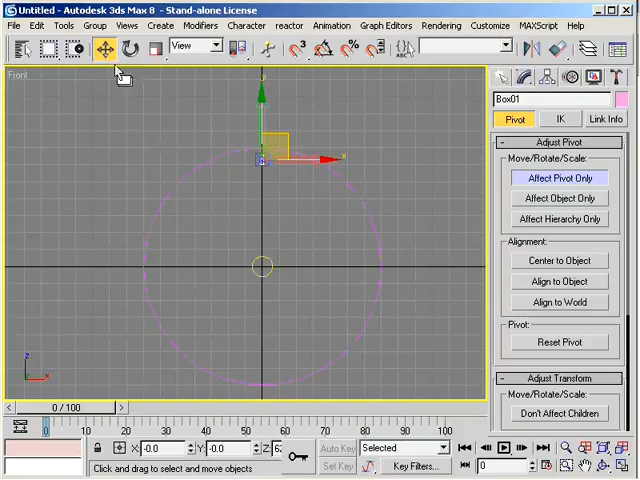 Untitled - Autodesk 3ds Max 8 - Stand-alone License
File Edit Tools Group Views Create Modifiers Character reactor Animation Graph Editors Rendering Customize MAXScript Help
View
Front
y
x
z
x
Box01
Pivot IK Link Info
- Adjust Pivot
Move/Rotate/Scale:
Affect Pivot Only
Affect Object Only
Affect Hierarchy Only
Alignment:
Center to Object
Align to Object
Align to World
Pivot:
Reset Pivot
- Adjust Transform
Move/Rotate/Scale:
Don't Affect Children
< 0 / 100 >
0 10 20 30 40 50 60 70 80 90 100
X: -0.0 Y: -0.0 Z
Auto Key Selected
Set Key Key Filters... 0
Click and drag to select and move objects